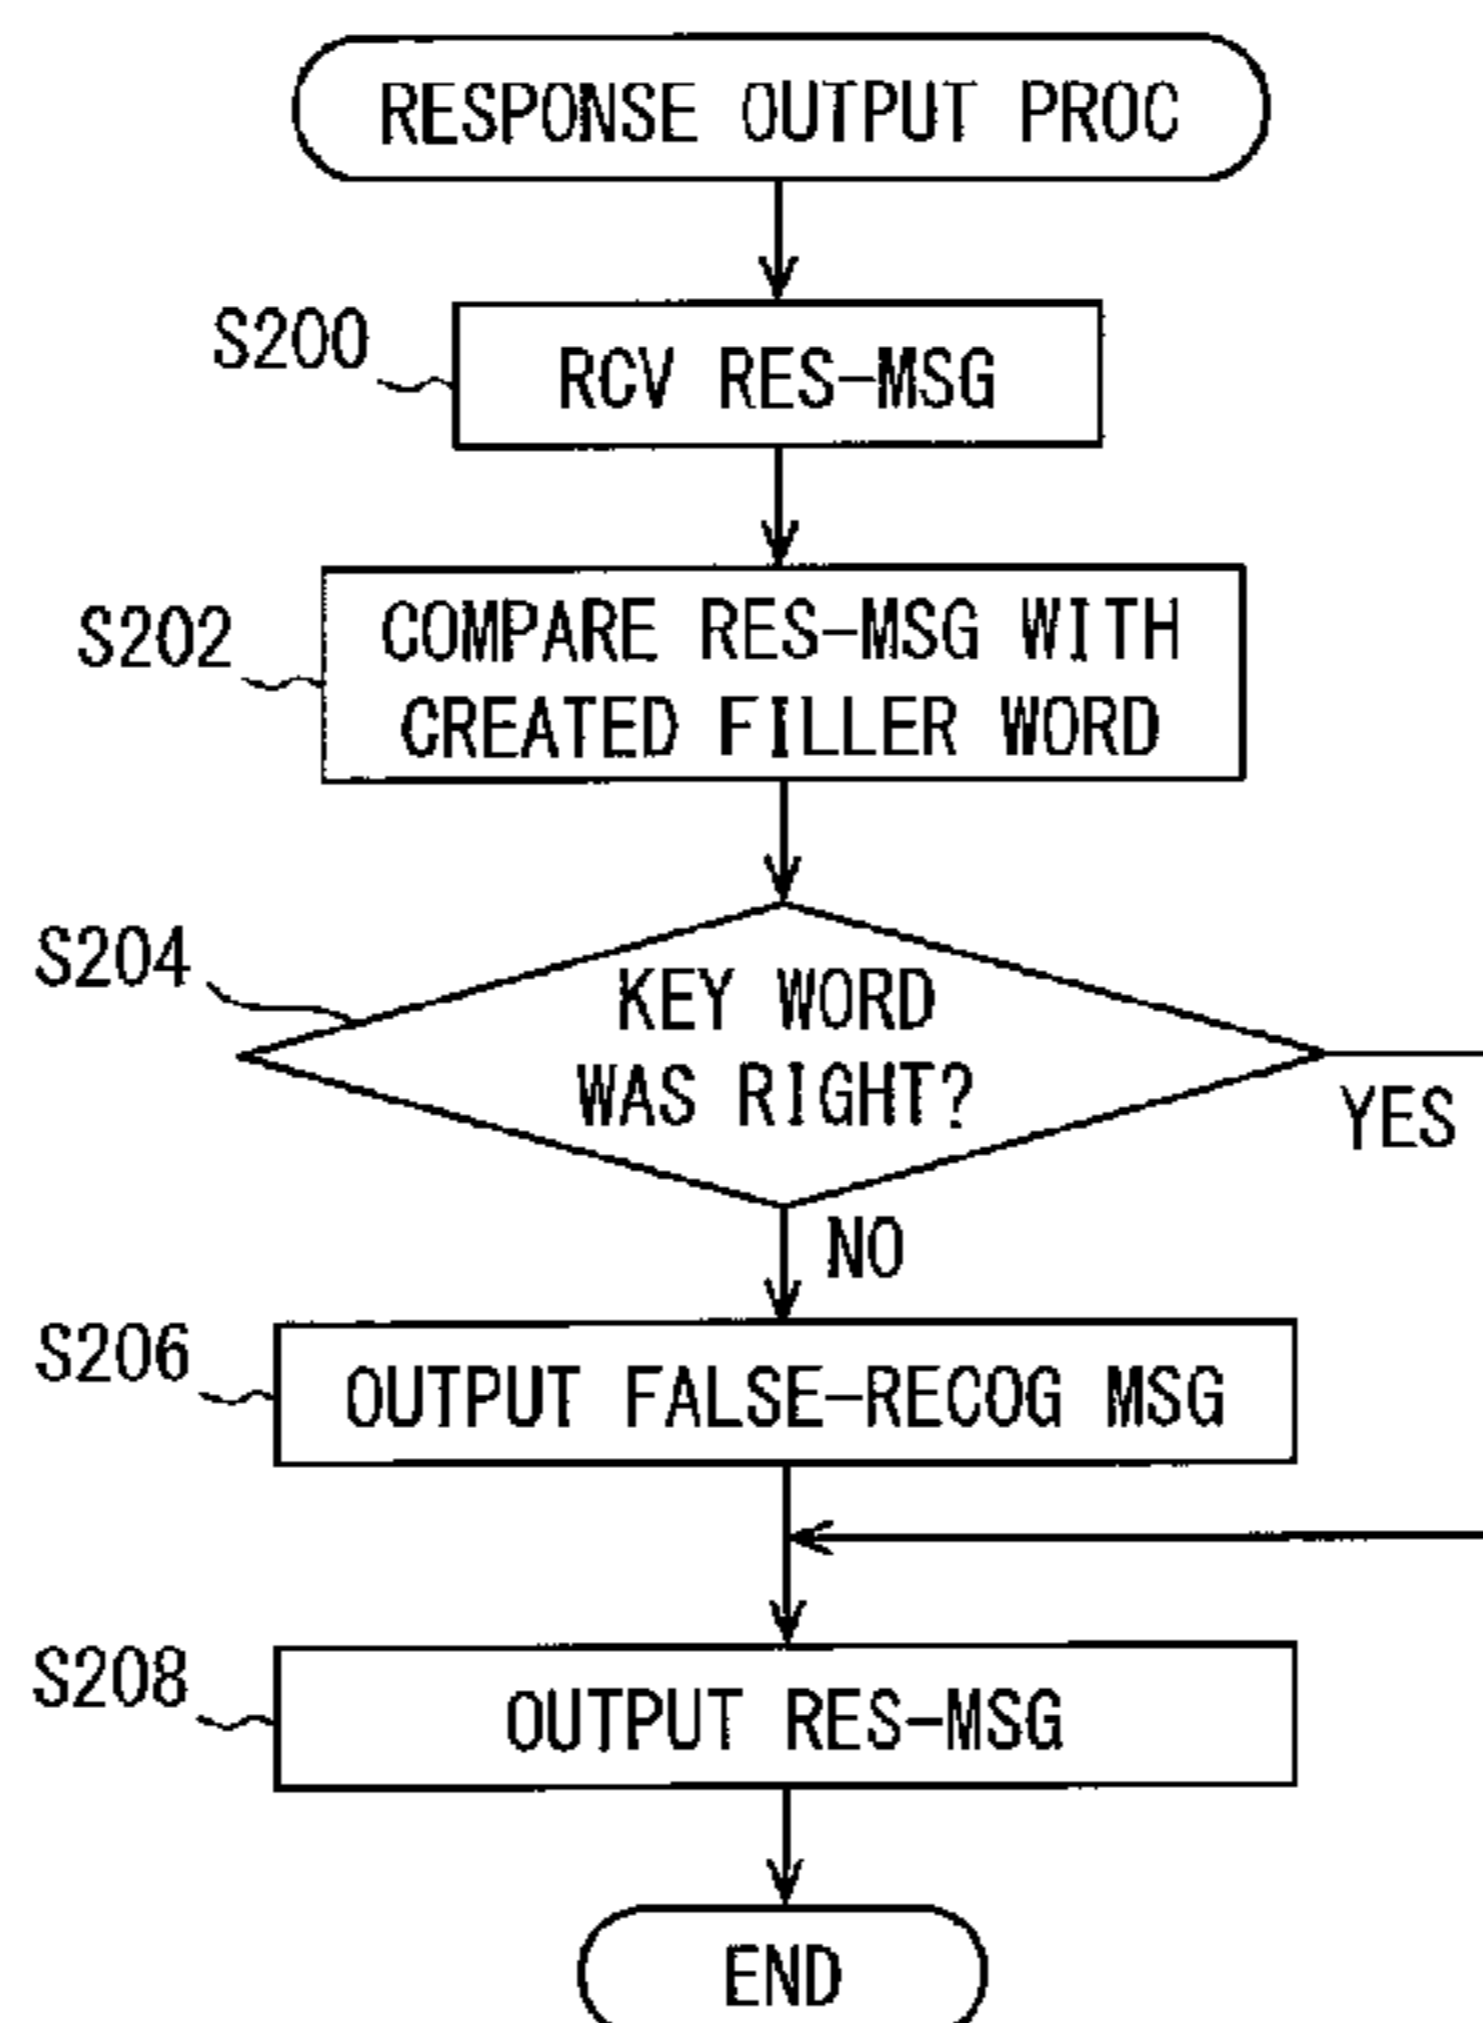 RESPONSE OUTPUT PROC
S200
RCV RES-MSG
S202
COMPARE RES-MSG WITH
CREATED FILLER WORD
S204
KEY WORD
WAS RIGHT?
YES
NO
S206
OUTPUT FALSE-RECOG MSG
S208
OUTPUT RES-MSG
END